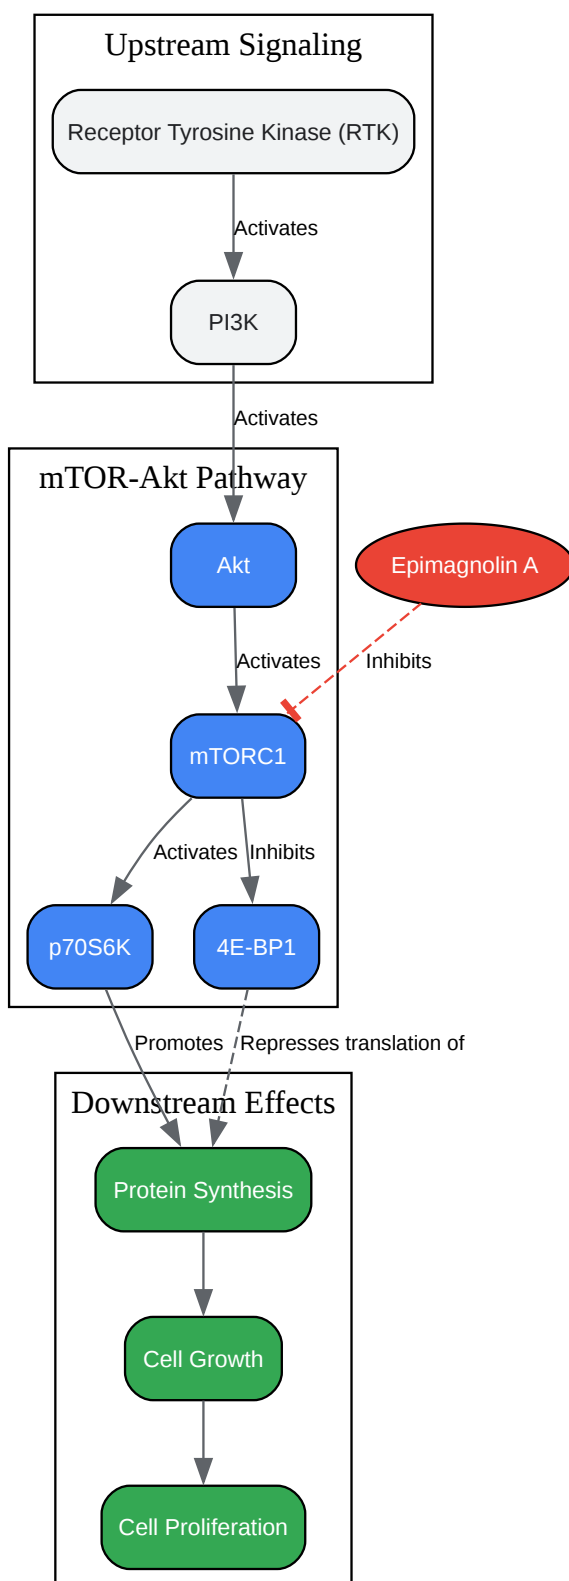 Upstream Signaling
Receptor Tyrosine Kinase (RTK)
Activates
PI3K
Activates
mTOR-Akt Pathway
Akt
Epimagnolin A
Activates
Inhibits
mTORC1
Activates
Inhibits
p70S6K
4E-BP1
Promotes
Represses translation of
Downstream Effects
Protein Synthesis
Cell Growth
Cell Proliferation